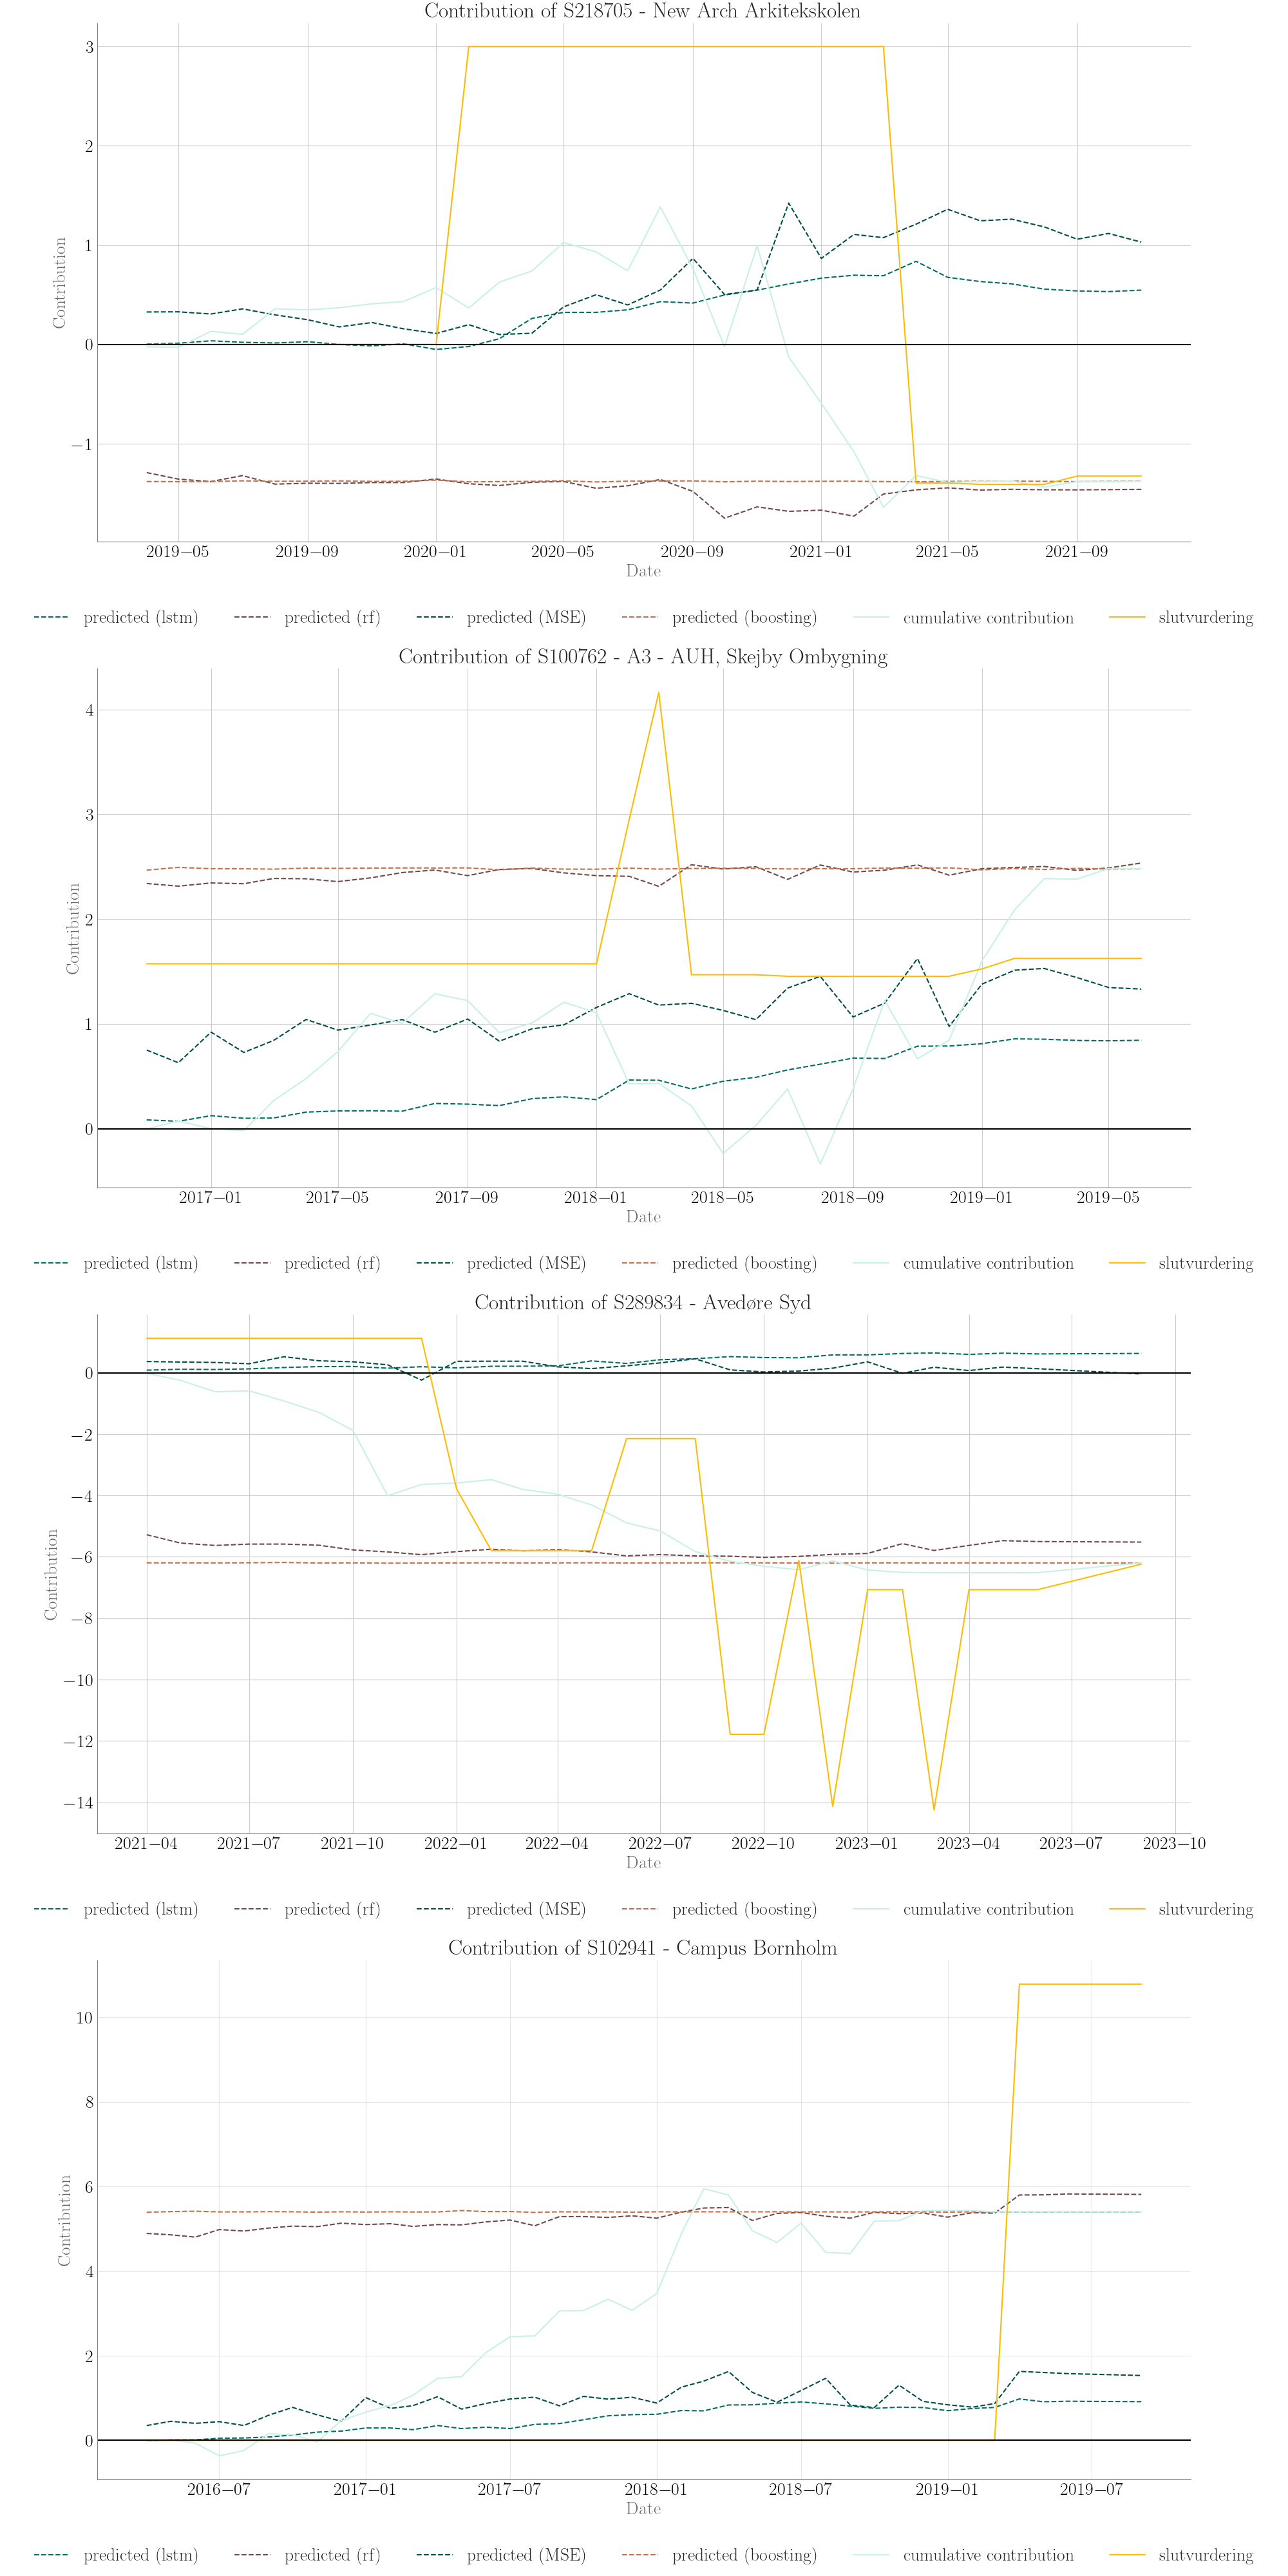 Contribution of S218705 - New Arch Arkitekskolen
3
2
1
0
−1
Contribution
2019−05 2019−09 2020−01 2020−05 2020−09 2021−01 2021−05 2021−09
Date
predicted (lstm) predicted (rf) predicted (MSE) predicted (boosting) cumulative contribution slutvurdering
Contribution of S100762 - A3 - AUH, Skejby Ombygning
4
3
2
1
0
Contribution
2017−01 2017−05 2017−09 2018−01 2018−05 2018−09 2019−01 2019−05
Date
predicted (lstm) predicted (rf) predicted (MSE) predicted (boosting) cumulative contribution slutvurdering
Contribution of S289834 - Avedøre Syd
0
−2
−4
−6
−8
−10
−12
−14
Contribution
2021−04 2021−07 2021−10 2022−01 2022−04 2022−07 2022−10 2023−01 2023−04 2023−07 2023−10
Date
predicted (lstm) predicted (rf) predicted (MSE) predicted (boosting) cumulative contribution slutvurdering
Contribution of S102941 - Campus Bornholm
10
8
6
4
2
0
Contribution
2016−07 2017−01 2017−07 2018−01 2018−07 2019−01 2019−07
Date
predicted (lstm) predicted (rf) predicted (MSE) predicted (boosting) cumulative contribution slutvurdering